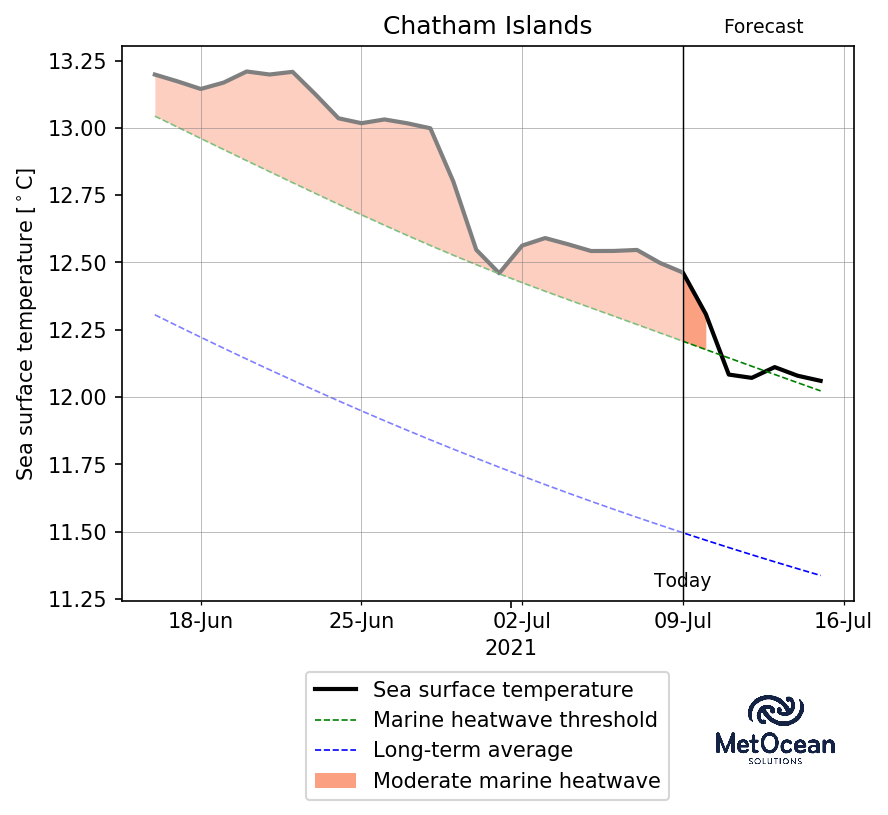 Chatham Islands
Forecast
Sea surface temperature [°C]
13.25
13.00
12.75
12.50
12.25
12.00
11.75
11.50
11.25
Today
18-Jun 25-Jun 02-Jul 09-Jul 16-Jul
2021
Sea surface temperature
Marine heatwave threshold
Long-term average
Moderate marine heatwave
MetOcean
SOLUTIONS